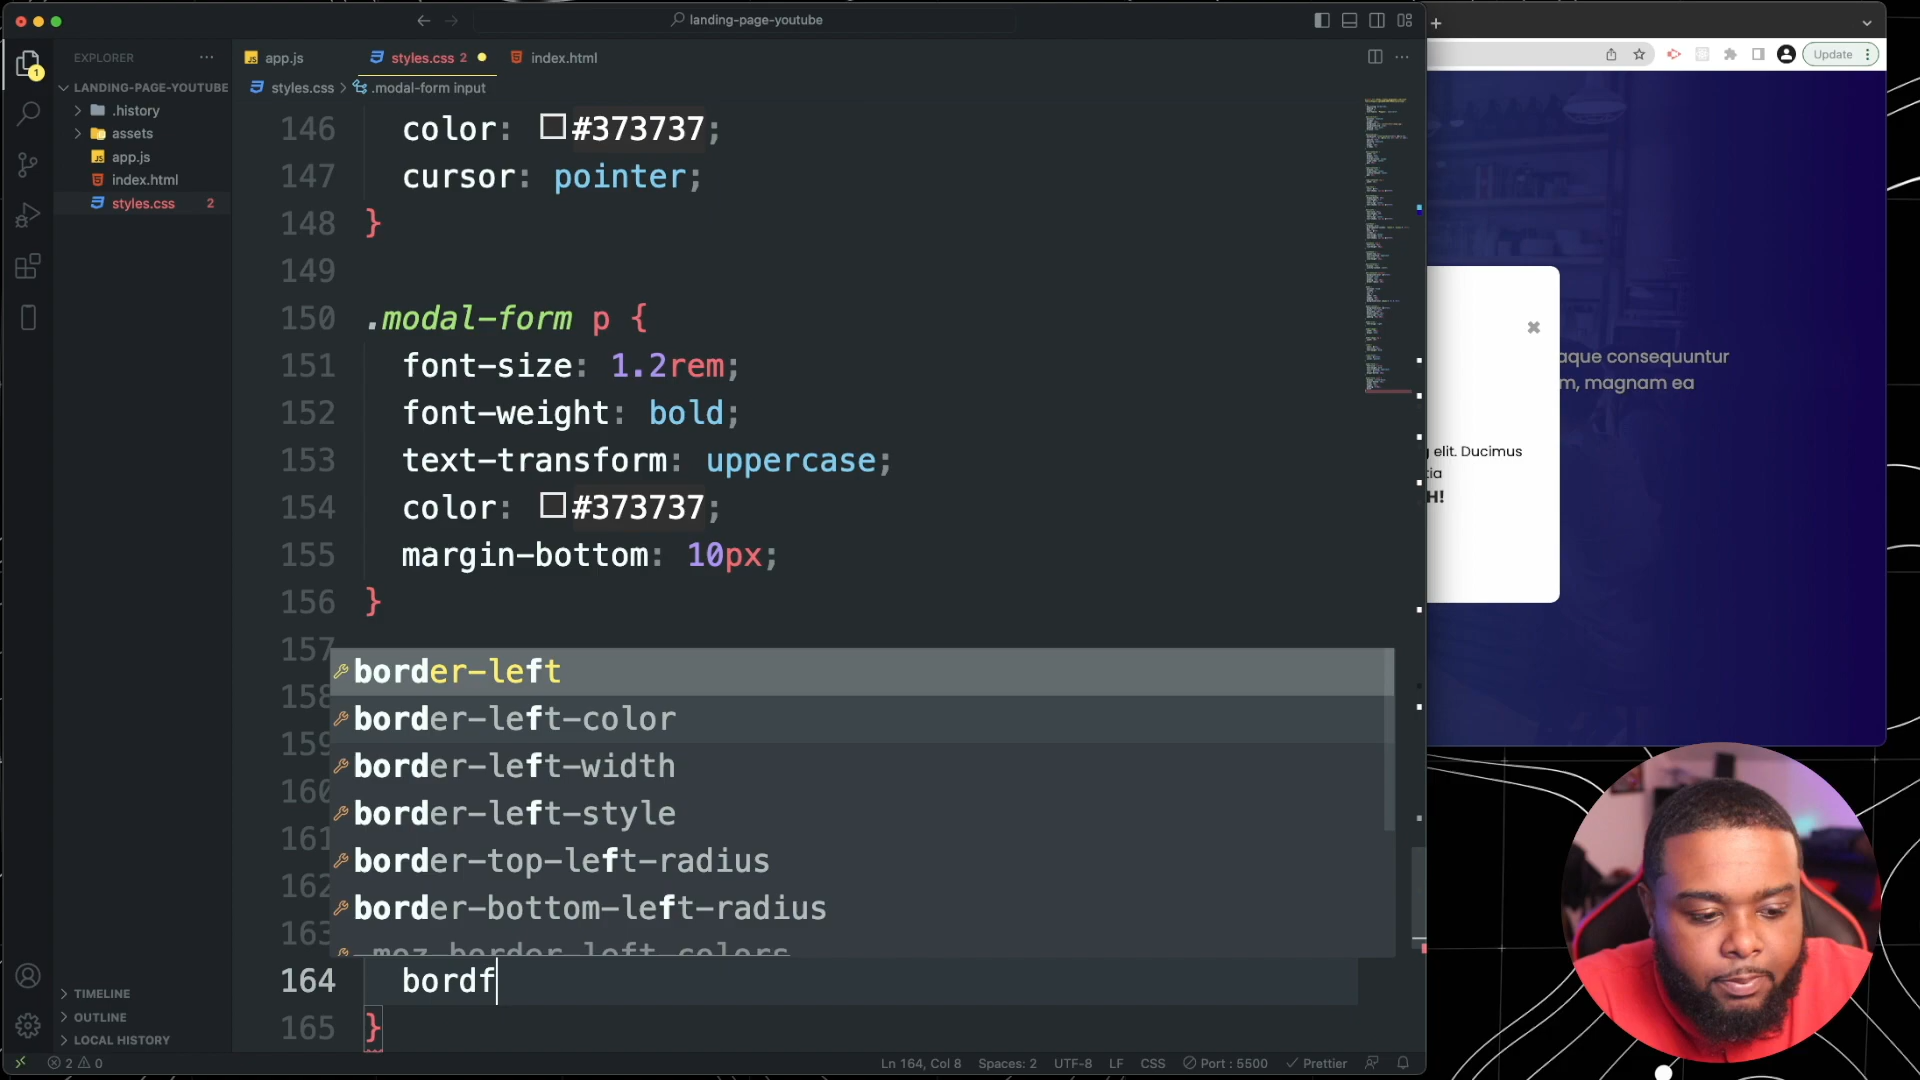 landing-page-youtube
Update
EXPLORER
app.js
styles.css 2
index.html
LANDING-PAGE-YOUTUBE
styles.css > .modal-form input
.history
assets
app.js
index.html
styles.css 2
1
146 color: #373737;
147 cursor: pointer;
148 }
149
150 .modal-form p {
151 font-size: 1.2rem;
152 font-weight: bold;
153 text-transform: uppercase;
154 color: #373737;
155 margin-bottom: 10px;
156 }
157
border-left
border-left-color
border-left-width
border-left-style
border-top-left-radius
border-bottom-left-radius
164 bordf
165 }
aque consequuntur
m, magnam ea
elit. Ducimus
tia
H!
TIMELINE
OUTLINE
LOCAL HISTORY
2 0
Ln 164, Col 8
Spaces: 2
UTF-8
LF
CSS
Port : 5500
Prettier